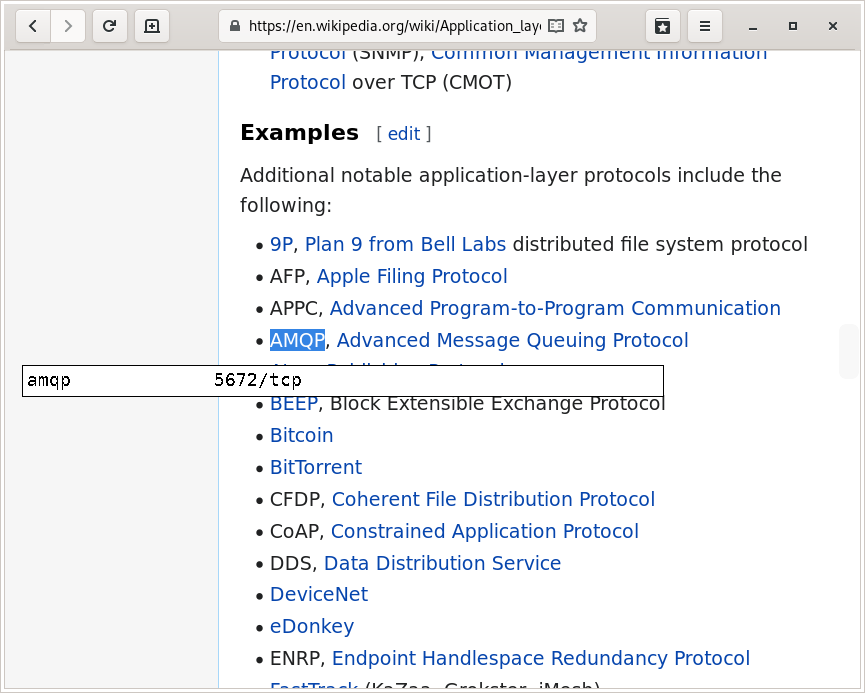 https://en.wikipedia.org/wiki/Application_laye
Protocol (SNMP), Common Management Information
Protocol over TCP (CMOT)
Examples [ edit ]
Additional notable application-layer protocols include the
following:
• 9P, Plan 9 from Bell Labs distributed file system protocol
• AFP, Apple Filing Protocol
• APPC, Advanced Program-to-Program Communication
• AMQP, Advanced Message Queuing Protocol
amqp 5672/tcp
• BEEP, Block Extensible Exchange Protocol
• Bitcoin
• BitTorrent
• CFDP, Coherent File Distribution Protocol
• CoAP, Constrained Application Protocol
• DDS, Data Distribution Service
• DeviceNet
• eDonkey
• ENRP, Endpoint Handlespace Redundancy Protocol
FastTrack (KaZaa, Grokster, iMesh)